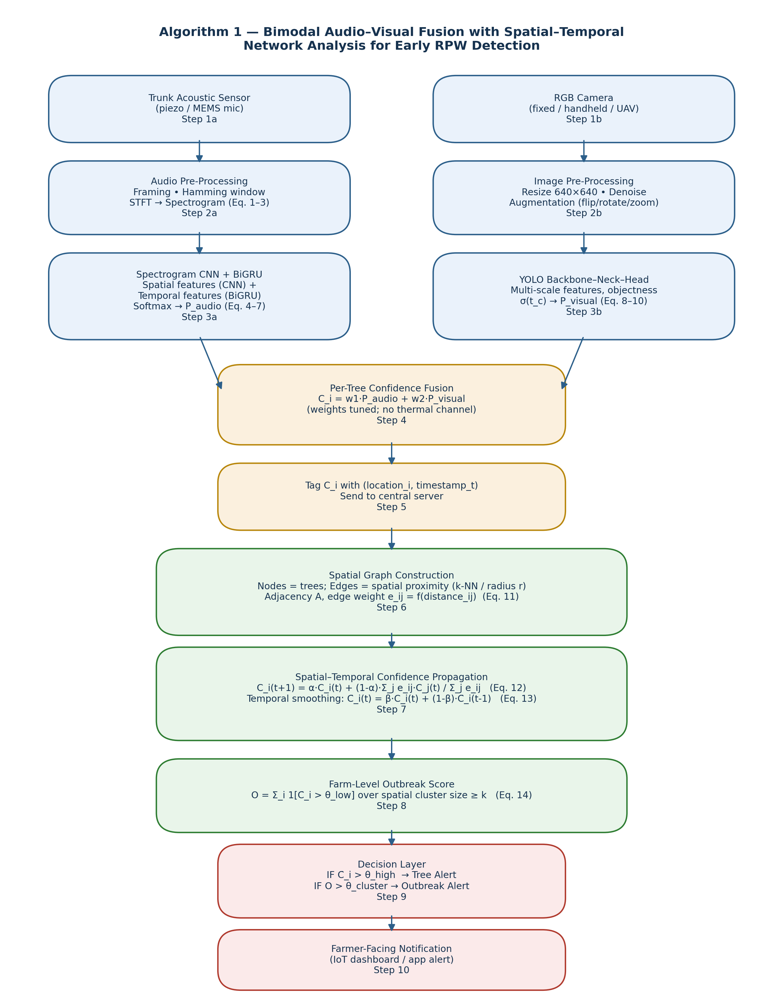 Algorithm 1 — Bimodal Audio–Visual Fusion with Spatial–Temporal
Network Analysis for Early RPW Detection
Trunk Acoustic Sensor
(piezo / MEMS mic)
Step 1a
RGB Camera
(fixed / handheld / UAV)
Step 1b
Audio Pre-Processing
Framing • Hamming window
STFT → Spectrogram (Eq. 1–3)
Step 2a
Image Pre-Processing
Resize 640×640 • Denoise
Augmentation (flip/rotate/zoom)
Step 2b
Spectrogram CNN + BiGRU
Spatial features (CNN) +
Temporal features (BiGRU)
Softmax → P_audio (Eq. 4–7)
Step 3a
YOLO Backbone–Neck–Head
Multi-scale features, objectness
σ(t_c) → P_visual (Eq. 8–10)
Step 3b
Per-Tree Confidence Fusion
C_i = w1·P_audio + w2·P_visual
(weights tuned; no thermal channel)
Step 4
Tag C_i with (location_i, timestamp_t)
Send to central server
Step 5
Spatial Graph Construction
Nodes = trees; Edges = spatial proximity (k-NN / radius r)
Adjacency A, edge weight e_ij = f(distance_ij)  (Eq. 11)
Step 6
Spatial–Temporal Confidence Propagation
C_i(t+1) = α·C_i(t) + (1-α)·Σ_j e_ij·C_j(t) / Σ_j e_ij   (Eq. 12)
Temporal smoothing: C_i(t) = β·C_i(t) + (1-β)·C_i(t-1)   (Eq. 13)
Step 7
Farm-Level Outbreak Score
O = Σ_i 1[C_i > θ_low] over spatial cluster size ≥ k   (Eq. 14)
Step 8
Decision Layer
IF C_i > θ_high  → Tree Alert
IF O > θ_cluster → Outbreak Alert
Step 9
Farmer-Facing Notification
(IoT dashboard / app alert)
Step 10